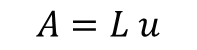 A = L u